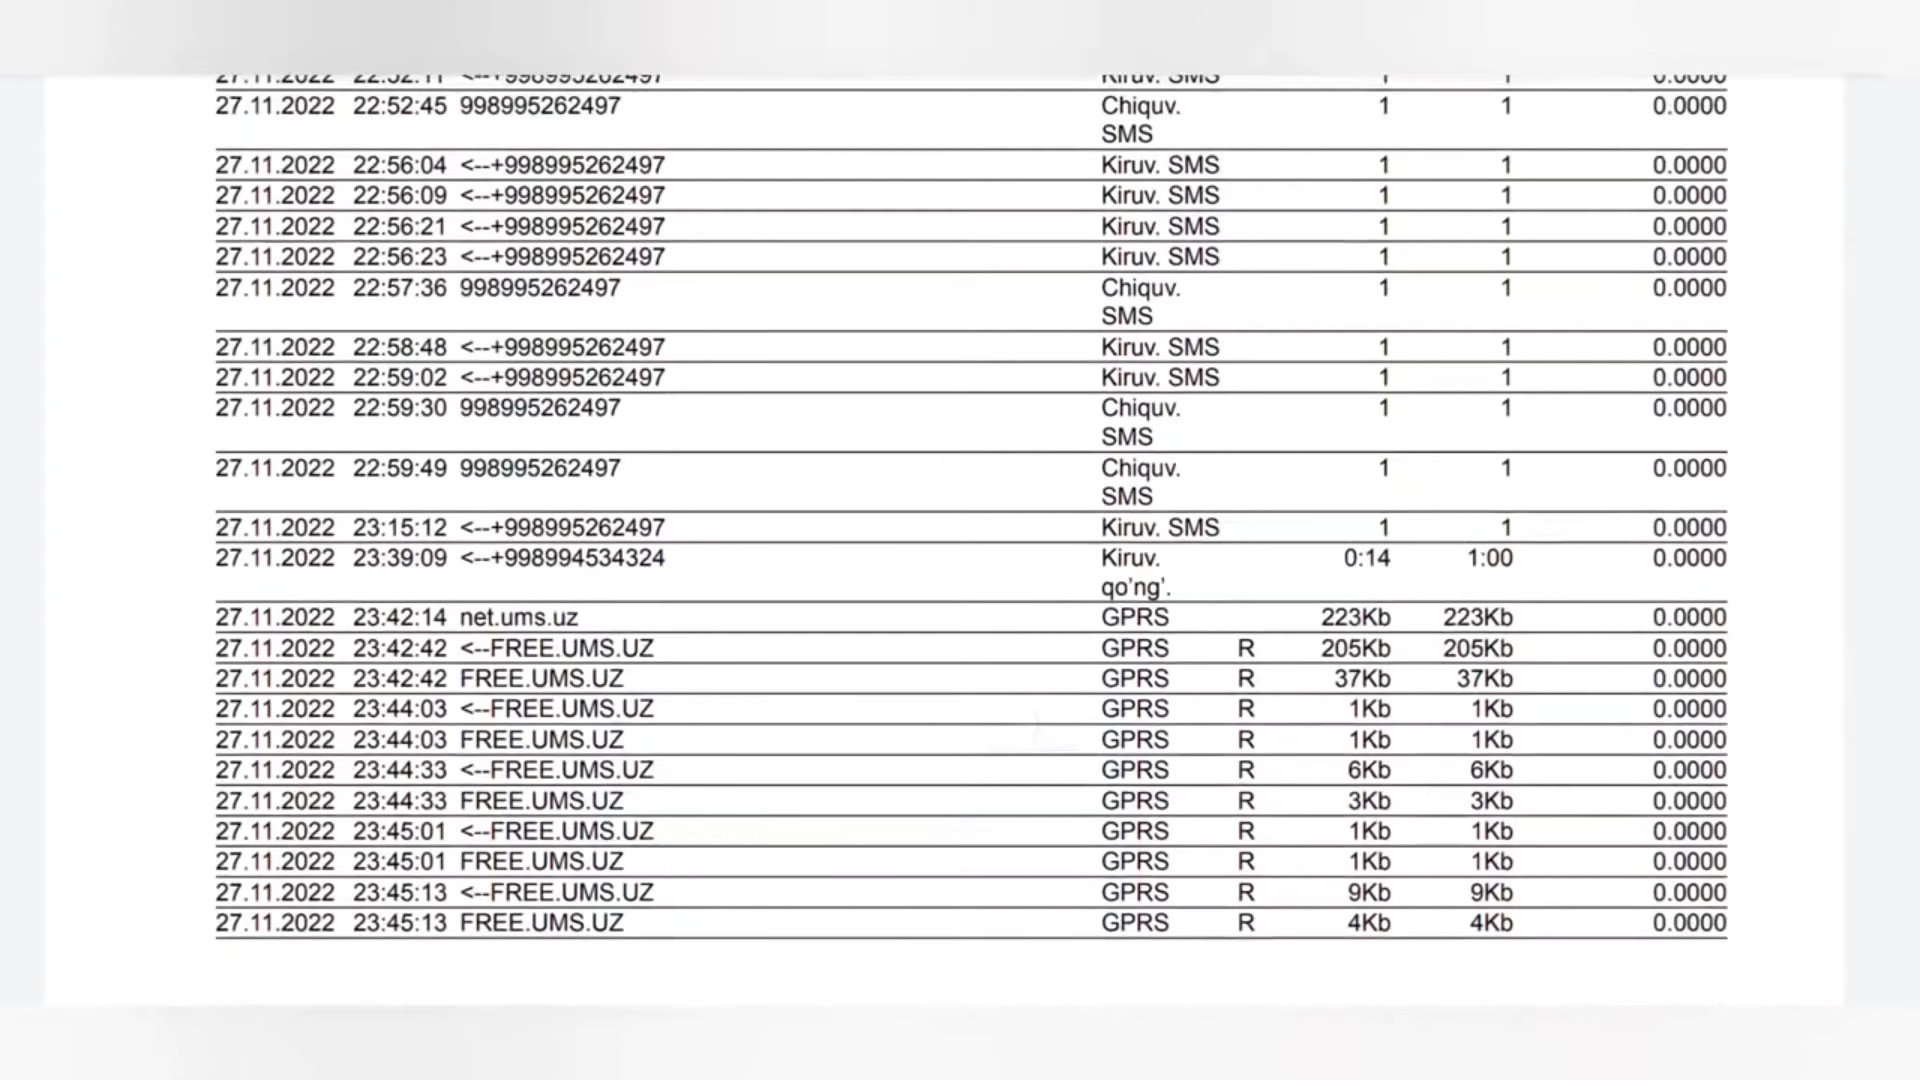 27.11.2022 22:52:11 <--+998995262497 Kiruv. SMS 1 1 0.0000
27.11.2022 22:52:45 998995262497 Chiquv. 1 1 0.0000
SMS
27.11.2022 22:56:04 <--+998995262497 Kiruv. SMS 1 1 0.0000
27.11.2022 22:56:09 <--+998995262497 Kiruv. SMS 1 1 0.0000
27.11.2022 22:56:21 <--+998995262497 Kiruv. SMS 1 1 0.0000
27.11.2022 22:56:23 <--+998995262497 Kiruv. SMS 1 1 0.0000
27.11.2022 22:57:36 998995262497 Chiquv. 1 1 0.0000
SMS
27.11.2022 22:58:48 <--+998995262497 Kiruv. SMS 1 1 0.0000
27.11.2022 22:59:02 <--+998995262497 Kiruv. SMS 1 1 0.0000
27.11.2022 22:59:30 998995262497 Chiquv. 1 1 0.0000
SMS
27.11.2022 22:59:49 998995262497 Chiquv. 1 1 0.0000
SMS
27.11.2022 23:15:12 <--+998995262497 Kiruv. SMS 1 1 0.0000
27.11.2022 23:39:09 <--+998994534324 Kiruv. 0:14 1:00 0.0000
qo'ng'.
27.11.2022 23:42:14 net.ums.uz GPRS 223Kb 223Kb 0.0000
27.11.2022 23:42:42 <--FREE.UMS.UZ GPRS R 205Kb 205Kb 0.0000
27.11.2022 23:42:42 FREE.UMS.UZ GPRS R 37Kb 37Kb 0.0000
27.11.2022 23:44:03 <--FREE.UMS.UZ GPRS R 1Kb 1Kb 0.0000
27.11.2022 23:44:03 FREE.UMS.UZ GPRS R 1Kb 1Kb 0.0000
27.11.2022 23:44:33 <--FREE.UMS.UZ GPRS R 6Kb 6Kb 0.0000
27.11.2022 23:44:33 FREE.UMS.UZ GPRS R 3Kb 3Kb 0.0000
27.11.2022 23:45:01 <--FREE.UMS.UZ GPRS R 1Kb 1Kb 0.0000
27.11.2022 23:45:01 FREE.UMS.UZ GPRS R 1Kb 1Kb 0.0000
27.11.2022 23:45:13 <--FREE.UMS.UZ GPRS R 9Kb 9Kb 0.0000
27.11.2022 23:45:13 FREE.UMS.UZ GPRS R 4Kb 4Kb 0.0000